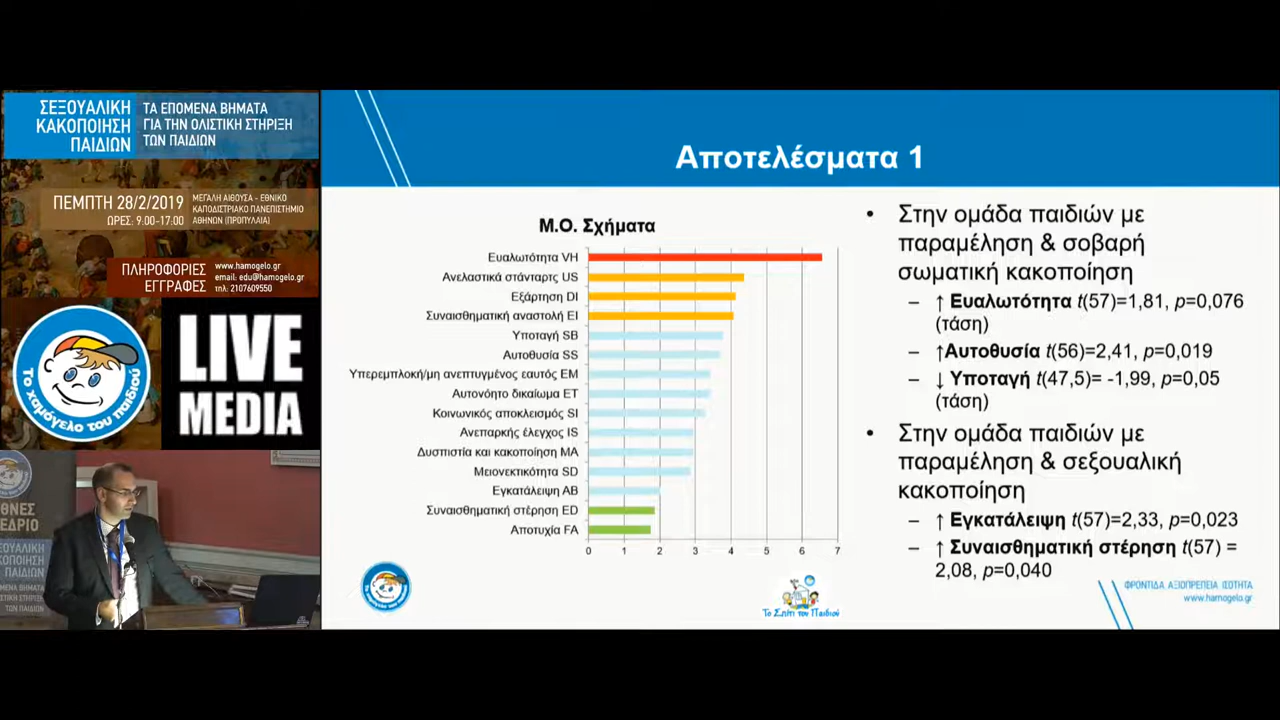 ΣΕΞΟΥΑΛΙΚΗ
ΚΑΚΟΠΟΙΗΣΗ
ΠΑΙΔΙΩΝ
ΤΑ ΕΠΟΜΕΝΑ ΒΗΜΑΤΑ
ΓΙΑ ΤΗΝ ΟΛΙΣΤΙΚΗ ΣΤΗΡΙΞΗ
ΤΩΝ ΠΑΙΔΙΩΝ
ΠΕΜΠΤΗ 28/2/2019
ΩΡΕΣ: 9:00-17:00
ΜΕΓΑΛΗ ΑΙΘΟΥΣΑ - ΕΘΝΙΚΟ
ΚΑΠΟΔΙΣΤΡΙΑΚΟ ΠΑΝΕΠΙΣΤΗΜΙΟ
ΑΘΗΝΩΝ (ΠΡΟΠΥΛΑΙΑ)
ΠΛΗΡΟΦΟΡΙΕΣ
ΕΓΓΡΑΦΕΣ
www.hamogelo.gr
email: edu@hamogelo.gr
τηλ: 2107609550
Το χαμόγελο του παιδιού
LIVE
MEDIA
Αποτελέσματα 1
Μ.Ο. Σχήματα
Ευαλωτότητα VH
Ανελαστικά στάνταρτς US
Εξάρτηση DI
Συναισθηματική αναστολή EI
Υποταγή SB
Αυτοθυσία SS
Υπερεμπλοκή/μη ανεπτυγμένος εαυτός EM
Αυτονόητο δικαίωμα ET
Κοινωνικός αποκλεισμός SI
Ανεπαρκής έλεγχος IS
Δυσπιστία και κακοποίηση MA
Μειονεκτικότητα SD
Εγκατάλειψη AB
Συναισθηματική στέρηση ED
Αποτυχία FA
0 1 2 3 4 5 6 7
• Στην ομάδα παιδιών με
παραμέληση & σοβαρή
σωματική κακοποίηση
– ↑ Ευαλωτότητα t(57)=1,81, p=0,076
(τάση)
– ↑Αυτοθυσία t(56)=2,41, p=0,019
– ↓ Υποταγή t(47,5)= -1,99, p=0,05
(τάση)
• Στην ομάδα παιδιών με
παραμέληση & σεξουαλική
κακοποίηση
– ↑ Εγκατάλειψη t(57)=2,33, p=0,023
– ↑ Συναισθηματική στέρηση t(57) =
2,08, p=0,040
Το Σπίτι του Παιδιού
ΦΡΟΝΤΙΔΑ, ΑΞΙΟΠΡΕΠΕΙΑ, ΙΣΟΤΗΤΑ
www.hamogelo.gr